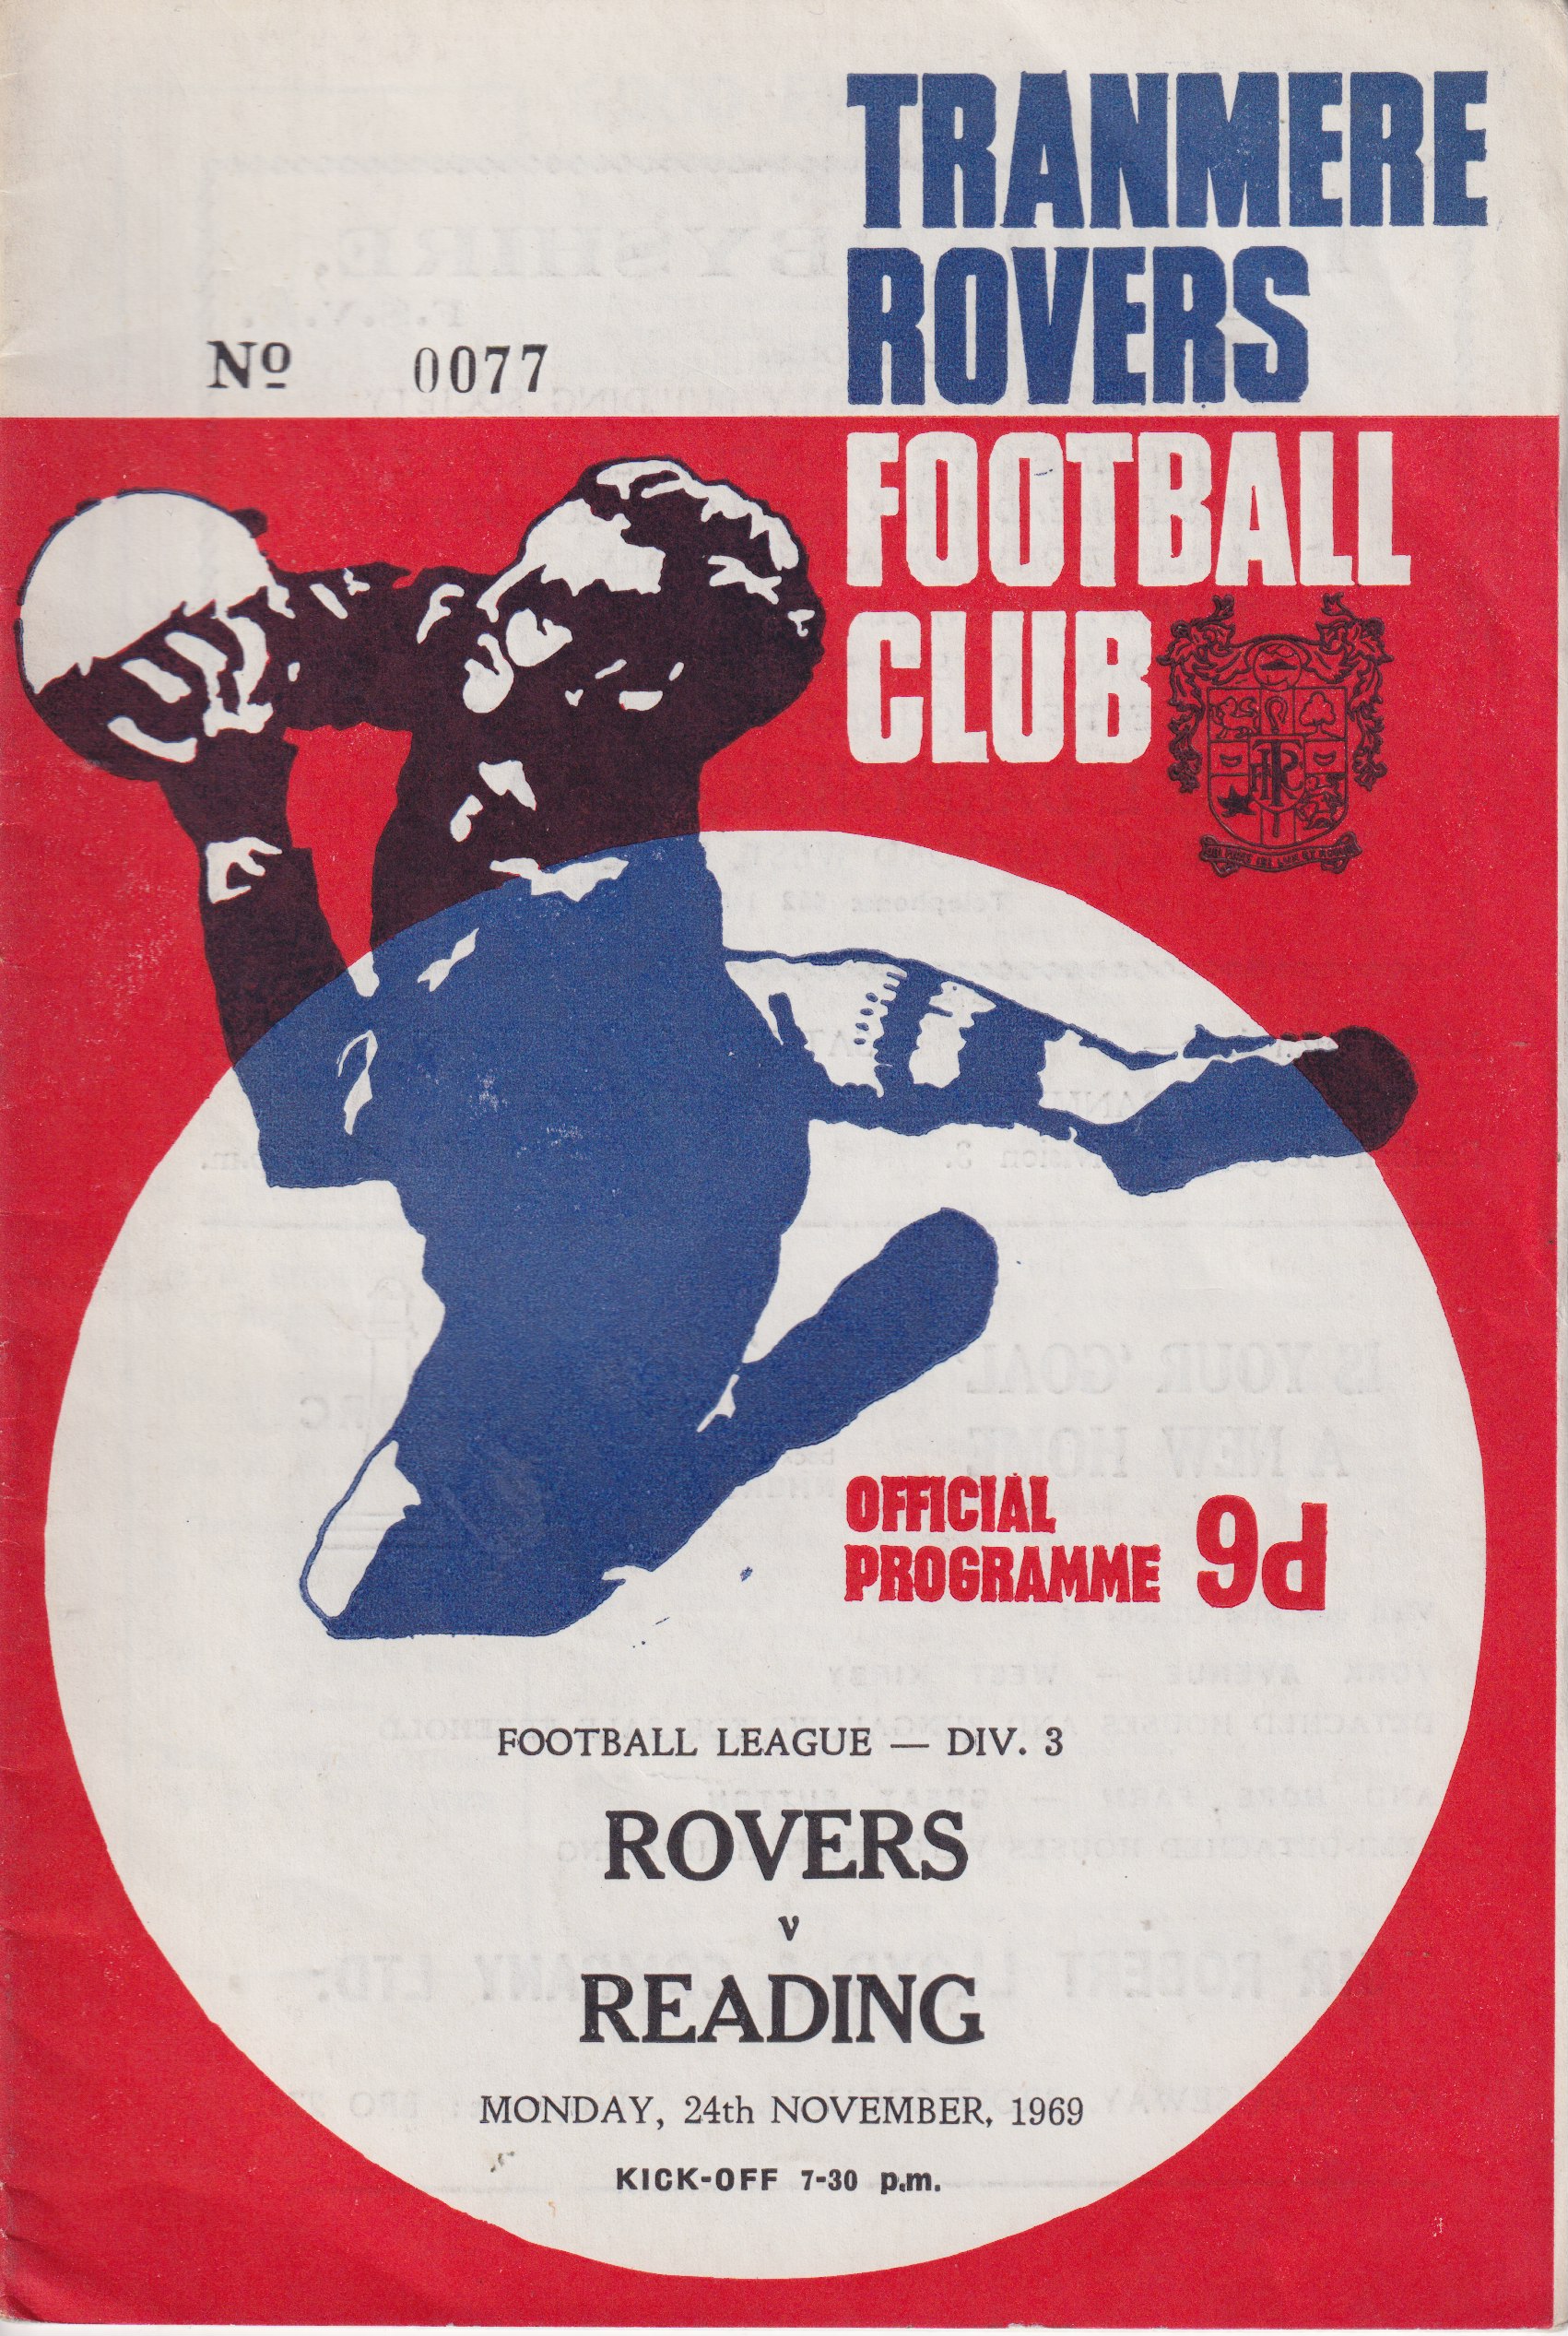 TRANMERE
ROVERS
Nº 0077
FOOTBALL
CLUB
OFFICIAL
PROGRAMME 9d
FOOTBALL LEAGUE — DIV. 3
ROVERS
v
READING
MONDAY, 24th NOVEMBER, 1969
KICK-OFF 7-30 p.m.